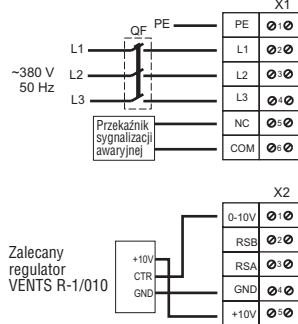 X1
QF
PE
PE
1
L1
L1
2
~380 V
50 Hz
L2
L2
3
L3
L3
4
Przekaźnik
sygnalizacji
awaryjnej
NC
5
COM
6
X2
0-10V
1
RSB
2
Zalecany
regulator
VENTS R-1/010
+10V
CTR
GND
RSA
3
GND
4
+10V
5